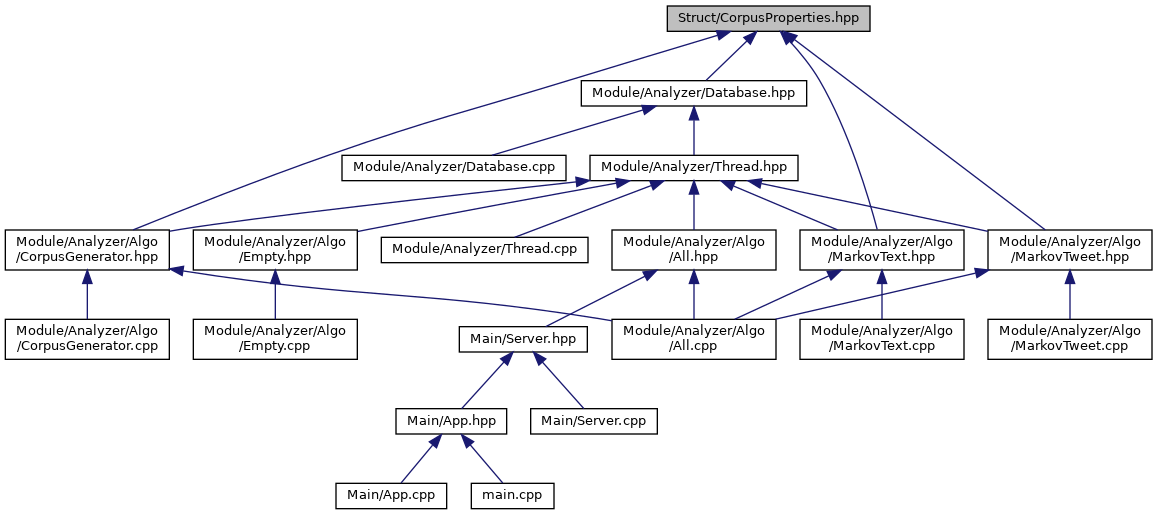 Struct/CorpusProperties.hpp
Module/Analyzer/Database.hpp
Module/Analyzer/Database.cpp
Module/Analyzer/Thread.hpp
Module/Analyzer/Algo
/CorpusGenerator.hpp
Module/Analyzer/Algo
/Empty.hpp
Module/Analyzer/Thread.cpp
Module/Analyzer/Algo
/All.hpp
Module/Analyzer/Algo
/MarkovText.hpp
Module/Analyzer/Algo
/MarkovTweet.hpp
Module/Analyzer/Algo
/CorpusGenerator.cpp
Module/Analyzer/Algo
/Empty.cpp
Main/Server.hpp
Module/Analyzer/Algo
/All.cpp
Module/Analyzer/Algo
/MarkovText.cpp
Module/Analyzer/Algo
/MarkovTweet.cpp
Main/App.hpp
Main/Server.cpp
Main/App.cpp
main.cpp